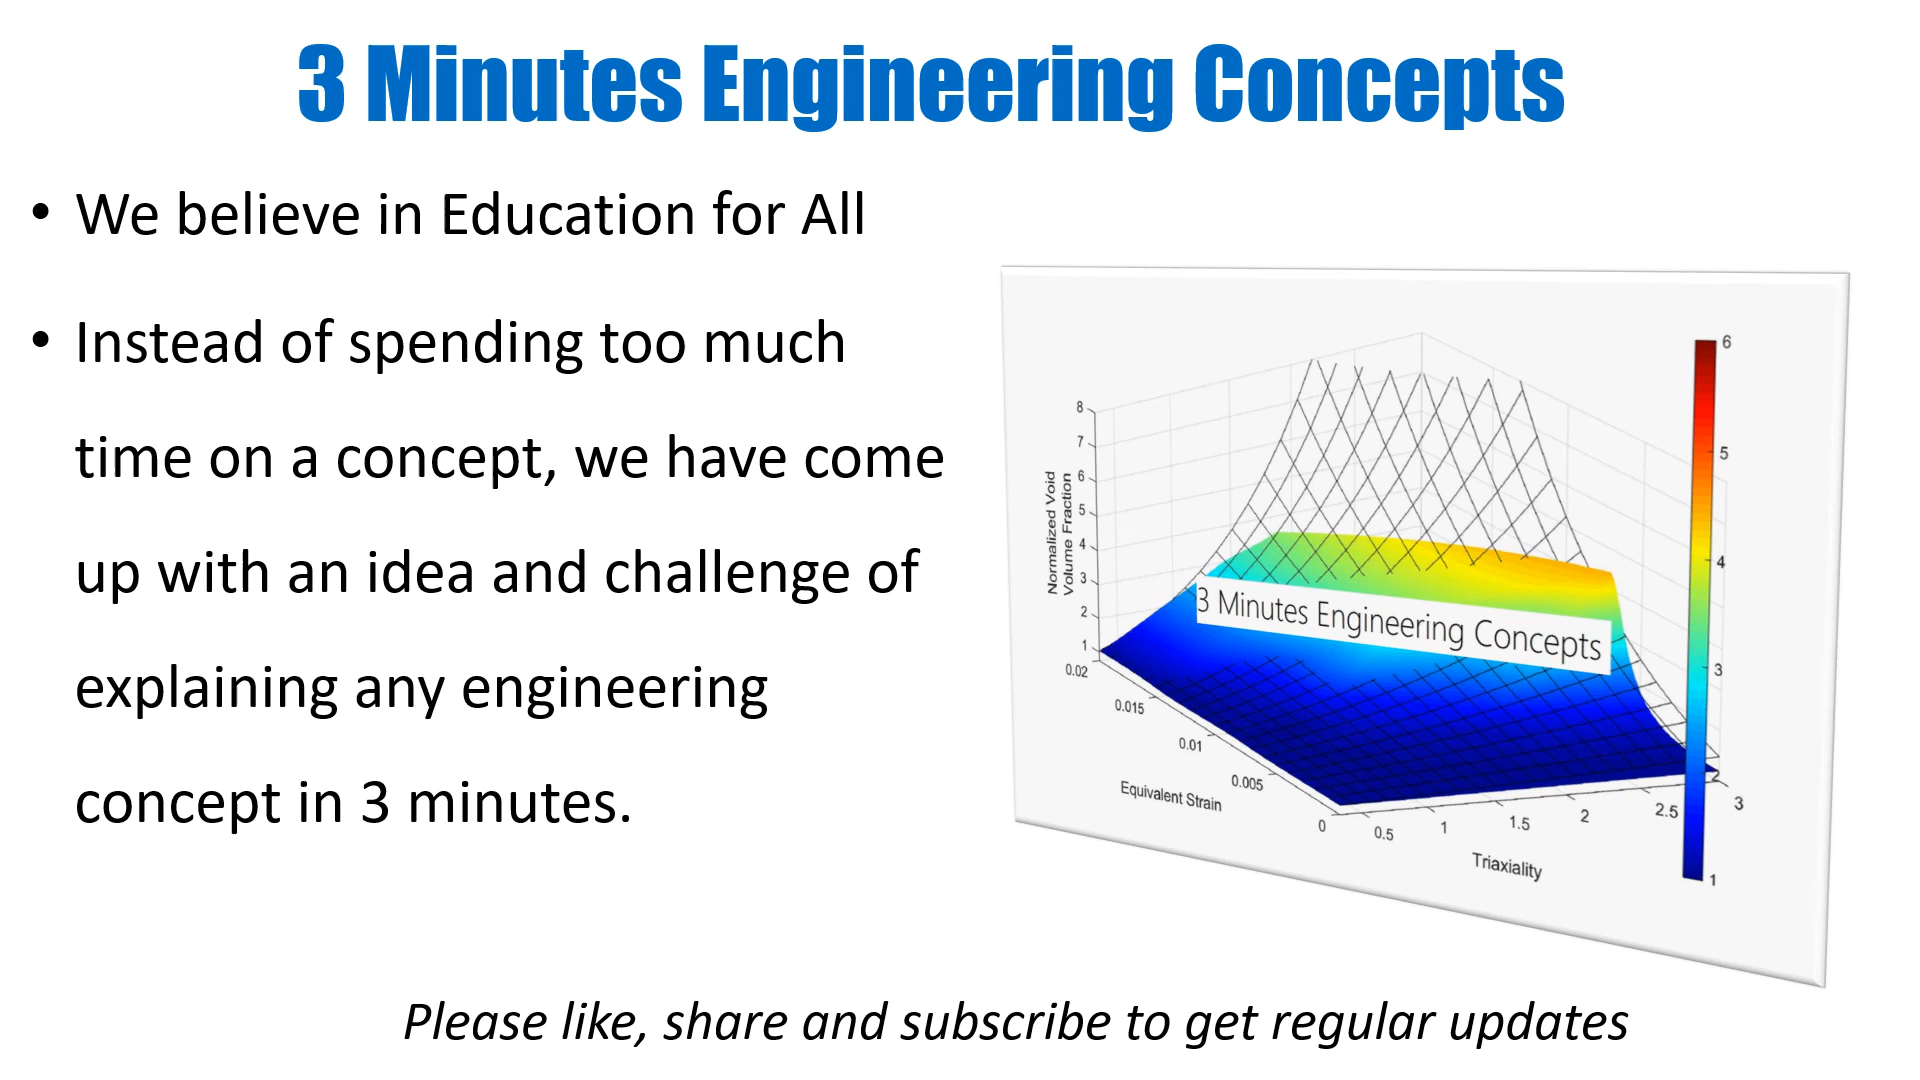 3 Minutes Engineering Concepts
• We believe in Education for All
• Instead of spending too much
time on a concept, we have come
up with an idea and challenge of
explaining any engineering
concept in 3 minutes.
Normalized Void
Volume Fraction
8
7
6
5
4
3
2
1
0.02
0.015
0.01
0.005
0
Equivalent Strain
0.5
1
1.5
2
2.5
3
Triaxiality
3 Minutes Engineering Concepts
6
5
4
3
2
1
Please like, share and subscribe to get regular updates